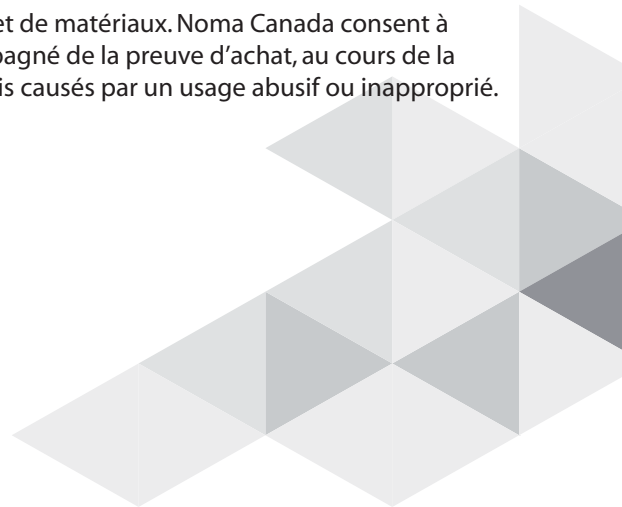 et de matériaux. Noma Canada consent à
pagné de la preuve d'achat, au cours de la
is causés par un usage abusif ou inapproprié.